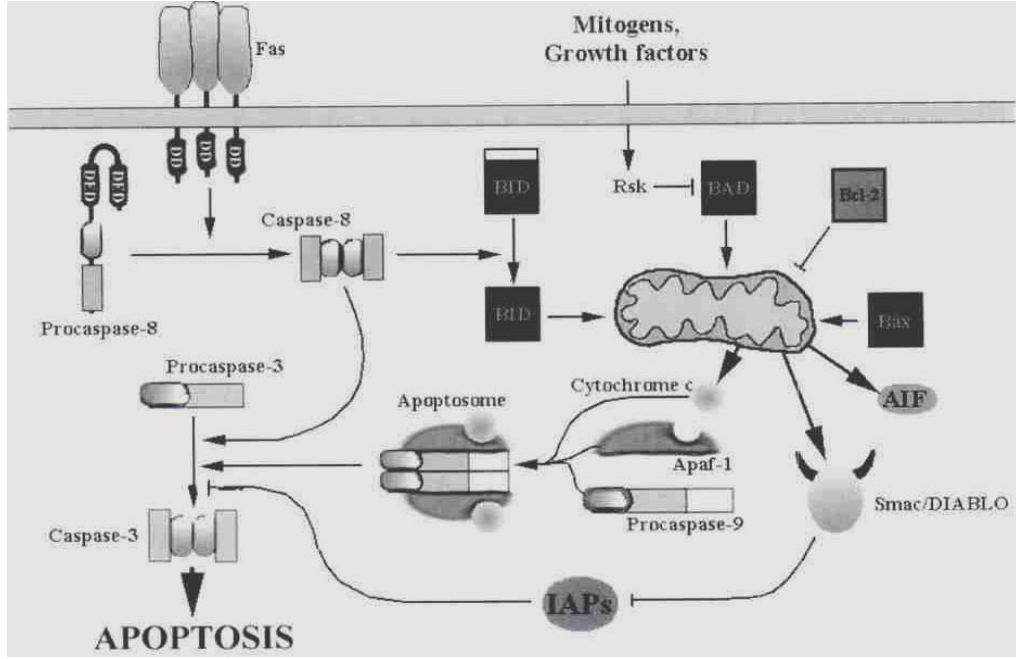 Fas
Mitogens,
Growth factors
DD
DD
DD
DED
DED
BID
Rsk
BAD
Bcl-2
Caspase-8
Procaspase-8
BID
Bax
Procaspase-3
Cytochrome c
AIF
Apoptosome
Apaf-1
Smac/DIABLO
Procaspase-9
Caspase-3
IAPs
APOPTOSIS